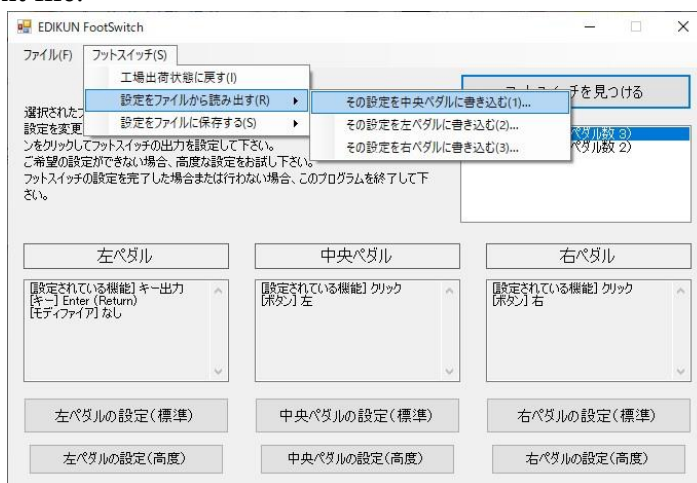 nt file.
EDIKUN FootSwitch
ファイル(F) フットスイッチ(S)
工場出荷状態に戻す(I)
設定をファイルから読み出す(R)
設定をファイルに保存する(S)
その設定を中央ペダルに書き込む(1)...
その設定を左ペダルに書き込む(2)...
その設定を右ペダルに書き込む(3)...
チを見つける
ペダル数 3)
ペダル数 2)
選択されたフ
設定を変更
ンをクリックしてフットスイッチの出力を設定して下さい。
ご希望の設定ができない場合、高度な設定をお試し下さい。
フットスイッチの設定を完了した場合または行わない場合、このプログラムを終了して下
さい。
左ペダル
中央ペダル
右ペダル
[設定されている機能] キー出力
[キー] Enter (Return)
[モディファイア] なし
[設定されている機能] クリック
[ボタン] 左
[設定されている機能] クリック
[ボタン] 右
左ペダルの設定(標準)
中央ペダルの設定(標準)
右ペダルの設定(標準)
左ペダルの設定(高度)
中央ペダルの設定(高度)
右ペダルの設定(高度)